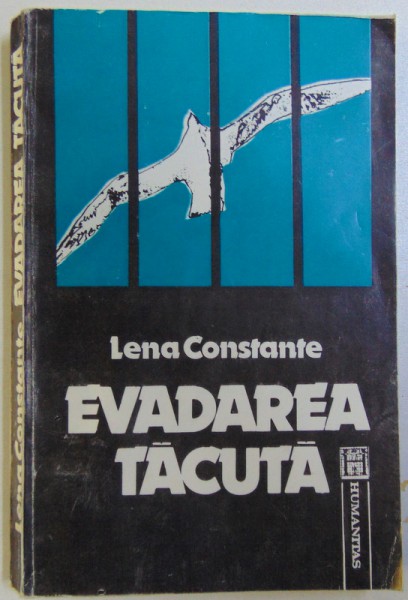 Lena Constante
EVADAREA
TĂCUTĂ
HUMANITAS
Lena Constante EVADAREA TĂCUTĂ